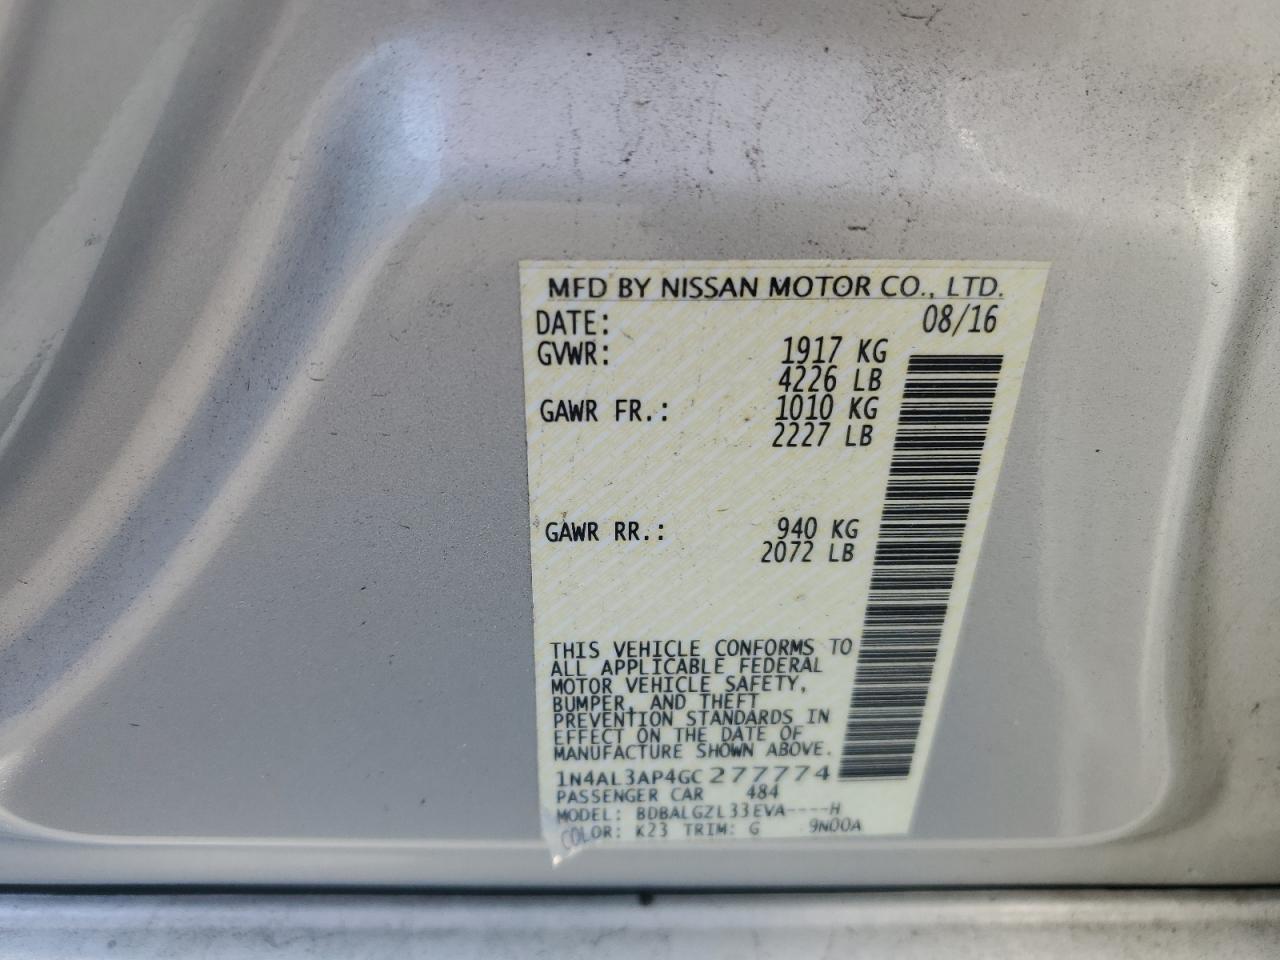 MFD BY NISSAN MOTOR CO., LTD.
DATE: 08/16
GVWR: 1917 KG
4226 LB
GAWR FR.: 1010 KG
2227 LB
GAWR RR.: 940 KG
2072 LB
THIS VEHICLE CONFORMS TO
ALL APPLICABLE FEDERAL
MOTOR VEHICLE SAFETY,
BUMPER, AND THEFT
PREVENTION STANDARDS IN
EFFECT ON THE DATE OF
MANUFACTURE SHOWN ABOVE.
1N4AL3AP4GC277774
PASSENGER CAR 484
MODEL: BDBALGZL33EVA----H
COLOR: K23 TRIM: G 9N00A